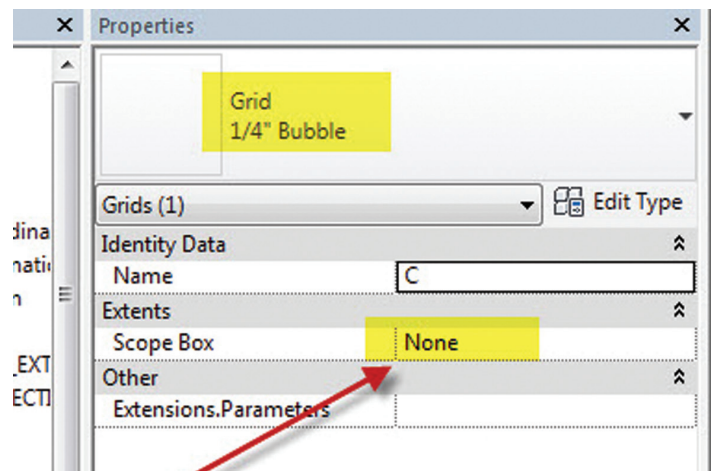 Properties
Grid
1/4" Bubble
Grids (1)
Edit Type
Identity Data
Name C
Extents
Scope Box None
Other
Extensions.Parameters
_EXT